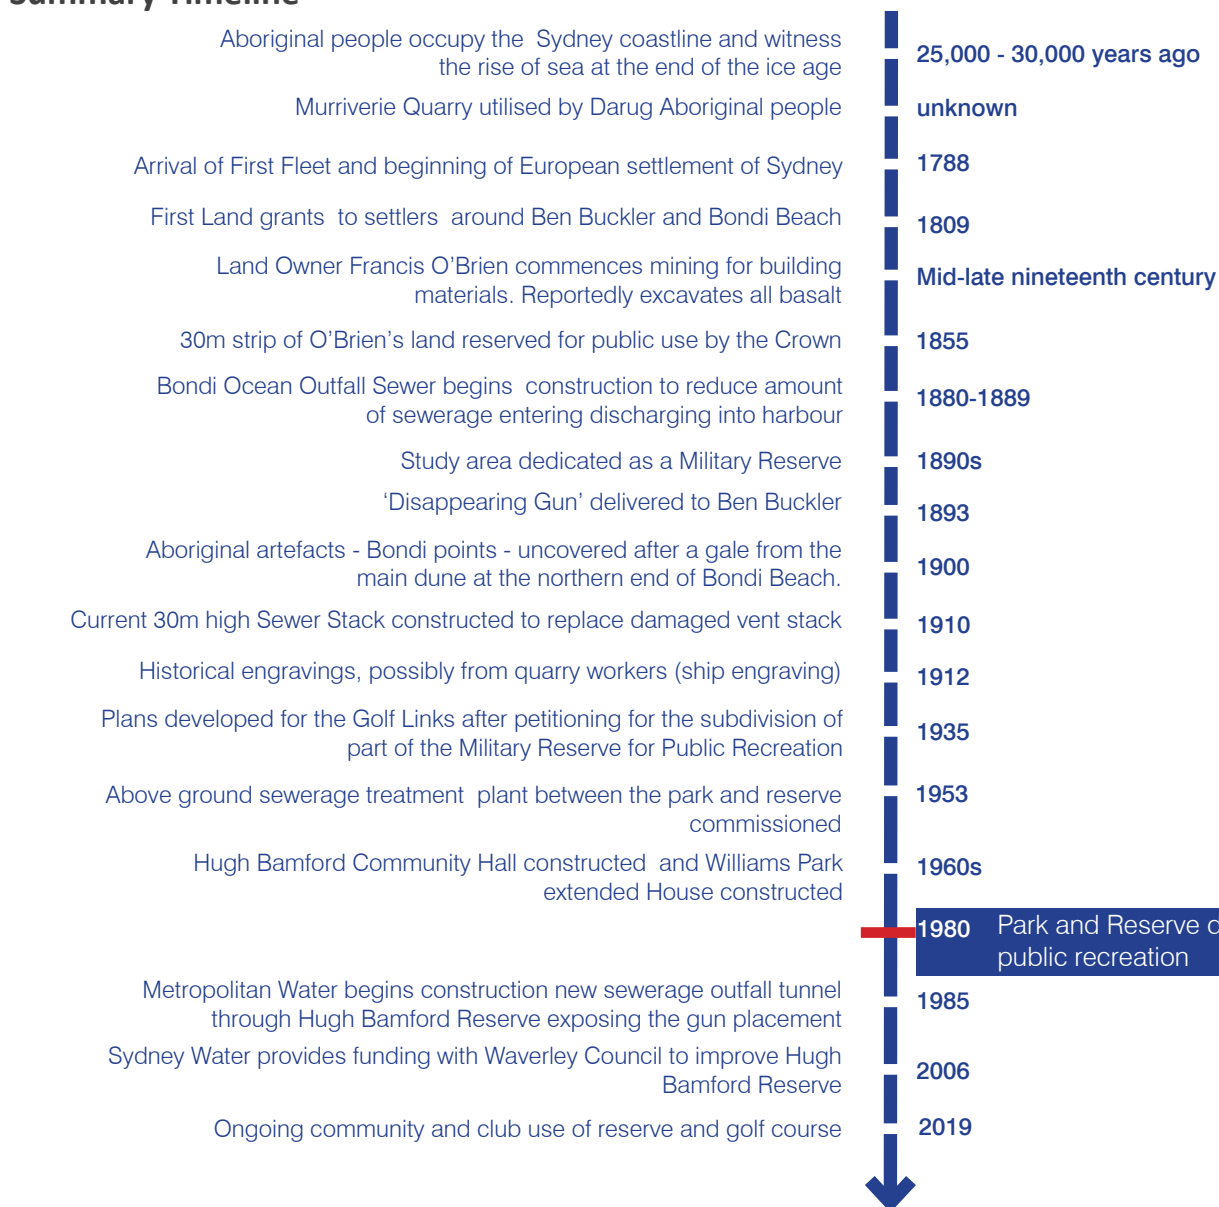 Summary Timeline
Aboriginal people occupy the Sydney coastline and witness
the rise of sea at the end of the ice age
25,000 - 30,000 years ago
Murriverie Quarry utilised by Darug Aboriginal people
unknown
Arrival of First Fleet and beginning of European settlement of Sydney
1788
First Land grants to settlers around Ben Buckler and Bondi Beach
1809
Land Owner Francis O’Brien commences mining for building
materials. Reportedly excavates all basalt
Mid-late nineteenth century
30m strip of O’Brien’s land reserved for public use by the Crown
1855
Bondi Ocean Outfall Sewer begins construction to reduce amount
of sewerage entering discharging into harbour
1880-1889
Study area dedicated as a Military Reserve
1890s
‘Disappearing Gun’ delivered to Ben Buckler
1893
Aboriginal artefacts - Bondi points - uncovered after a gale from the
main dune at the northern end of Bondi Beach.
1900
Current 30m high Sewer Stack constructed to replace damaged vent stack
1910
Historical engravings, possibly from quarry workers (ship engraving)
1912
Plans developed for the Golf Links after petitioning for the subdivision of
part of the Military Reserve for Public Recreation
1935
Above ground sewerage treatment plant between the park and reserve
commissioned
1953
Hugh Bamford Community Hall constructed and Williams Park
extended House constructed
1960s
1980 Park and Reserve
public recreation
Metropolitan Water begins construction new sewerage outfall tunnel
through Hugh Bamford Reserve exposing the gun placement
1985
Sydney Water provides funding with Waverley Council to improve Hugh
Bamford Reserve
2006
Ongoing community and club use of reserve and golf course
2019